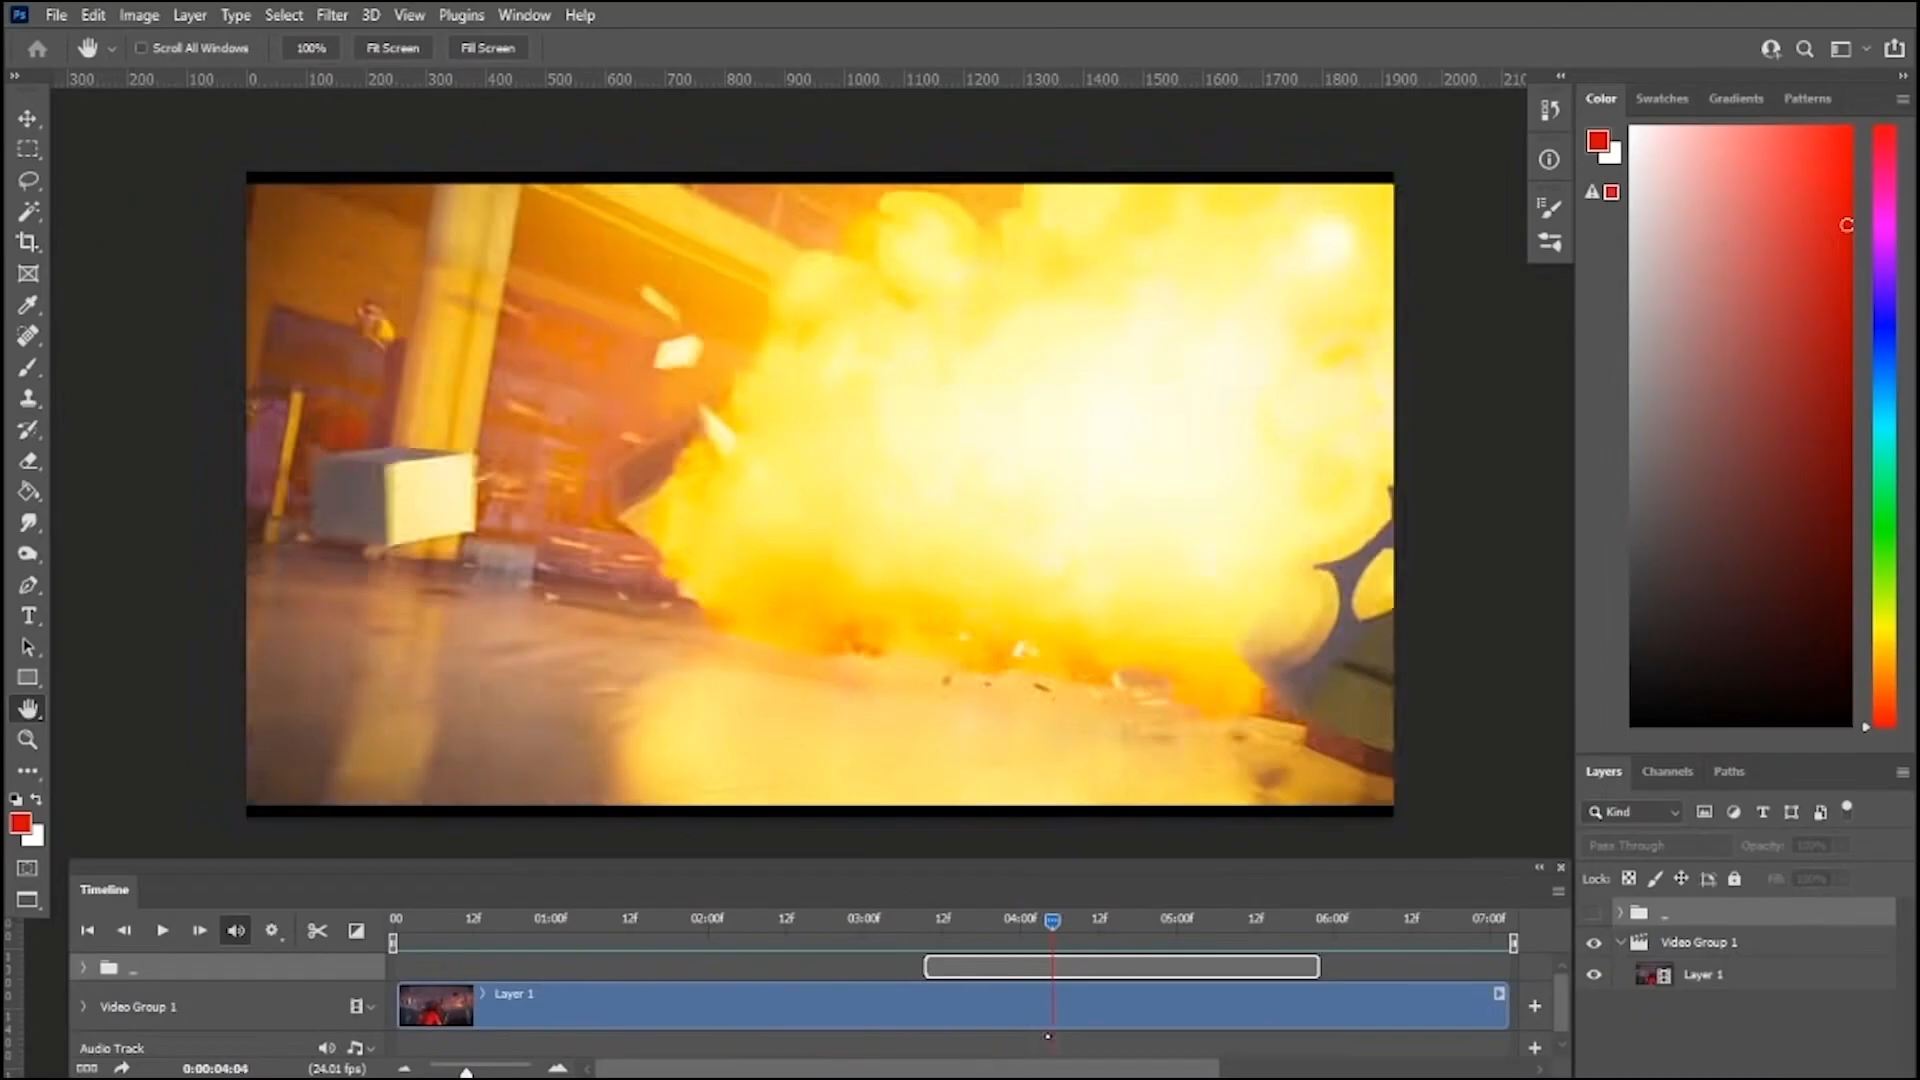 Ps File Edit Image Layer Type Select Filter 3D View Plugins Window Help
Scroll All Windows 100% Fit Screen Fill Screen
300 200 100 0 100 200 300 400 500 600 700 800 900 1000 1100 1200 1300 1400 1500 1600 1700 1800 1900 2000 210
Color Swatches Gradients Patterns
Layers Channels Paths
Kind
Pass Through Opacity: 100%
Lock: Fill: 100%
_
Video Group 1
Layer 1
Timeline
00 12f 01:00f 12f 02:00f 12f 03:00f 12f 04:00f 12f 05:00f 12f 06:00f 12f 07:00f
_
Video Group 1 Layer 1
Audio Track
0:00:04:04 (24.01 fps)